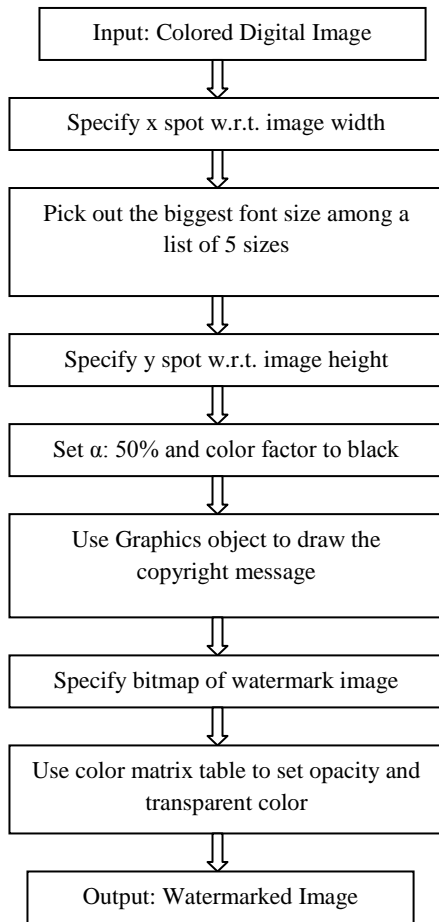 Input: Colored Digital Image
Specify x spot w.r.t. image width
Pick out the biggest font size among a
list of 5 sizes
Specify y spot w.r.t. image height
Set α: 50% and color factor to black
Use Graphics object to draw the
copyright message
Specify bitmap of watermark image
Use color matrix table to set opacity and
transparent color
Output: Watermarked Image